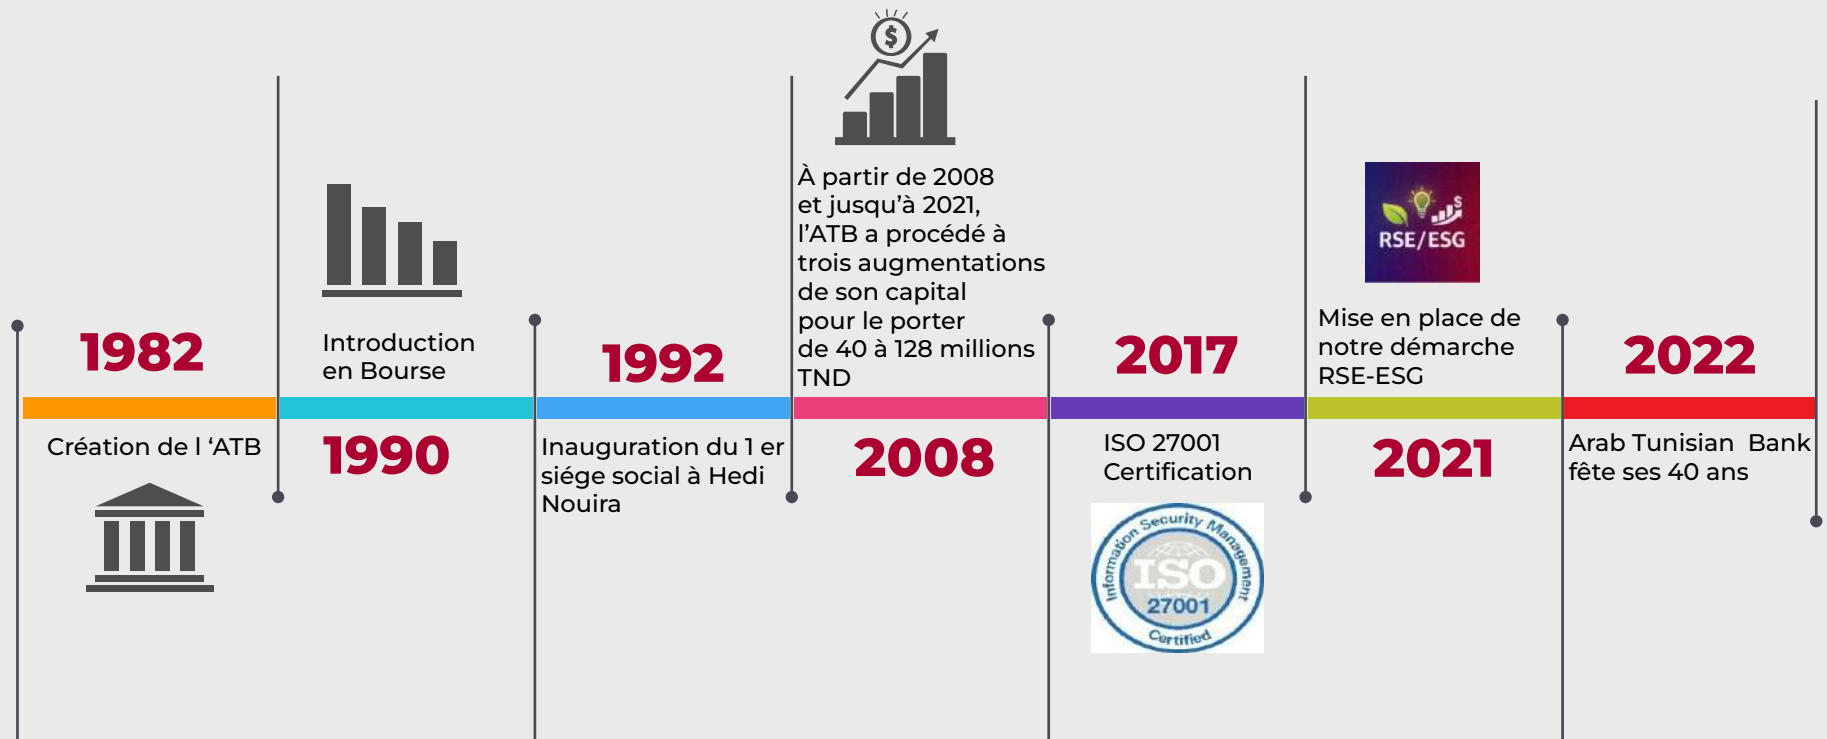 1982
Création de l ‘ATB
Introduction
en Bourse
1990
1992
Inauguration du 1 er
siége social à Hedi
Nouira
$
À partir de 2008
et jusqu’à 2021,
l’ATB a procédé à
trois augmentations
de son capital
pour le porter
de 40 à 128 millions
TND
2008
2017
ISO 27001
Certification
Information Security Management
ISO
27001
Certified
$
RSE/ESG
Mise en place de
notre démarche
RSE-ESG
2021
2022
Arab Tunisian  Bank
fête ses 40 ans